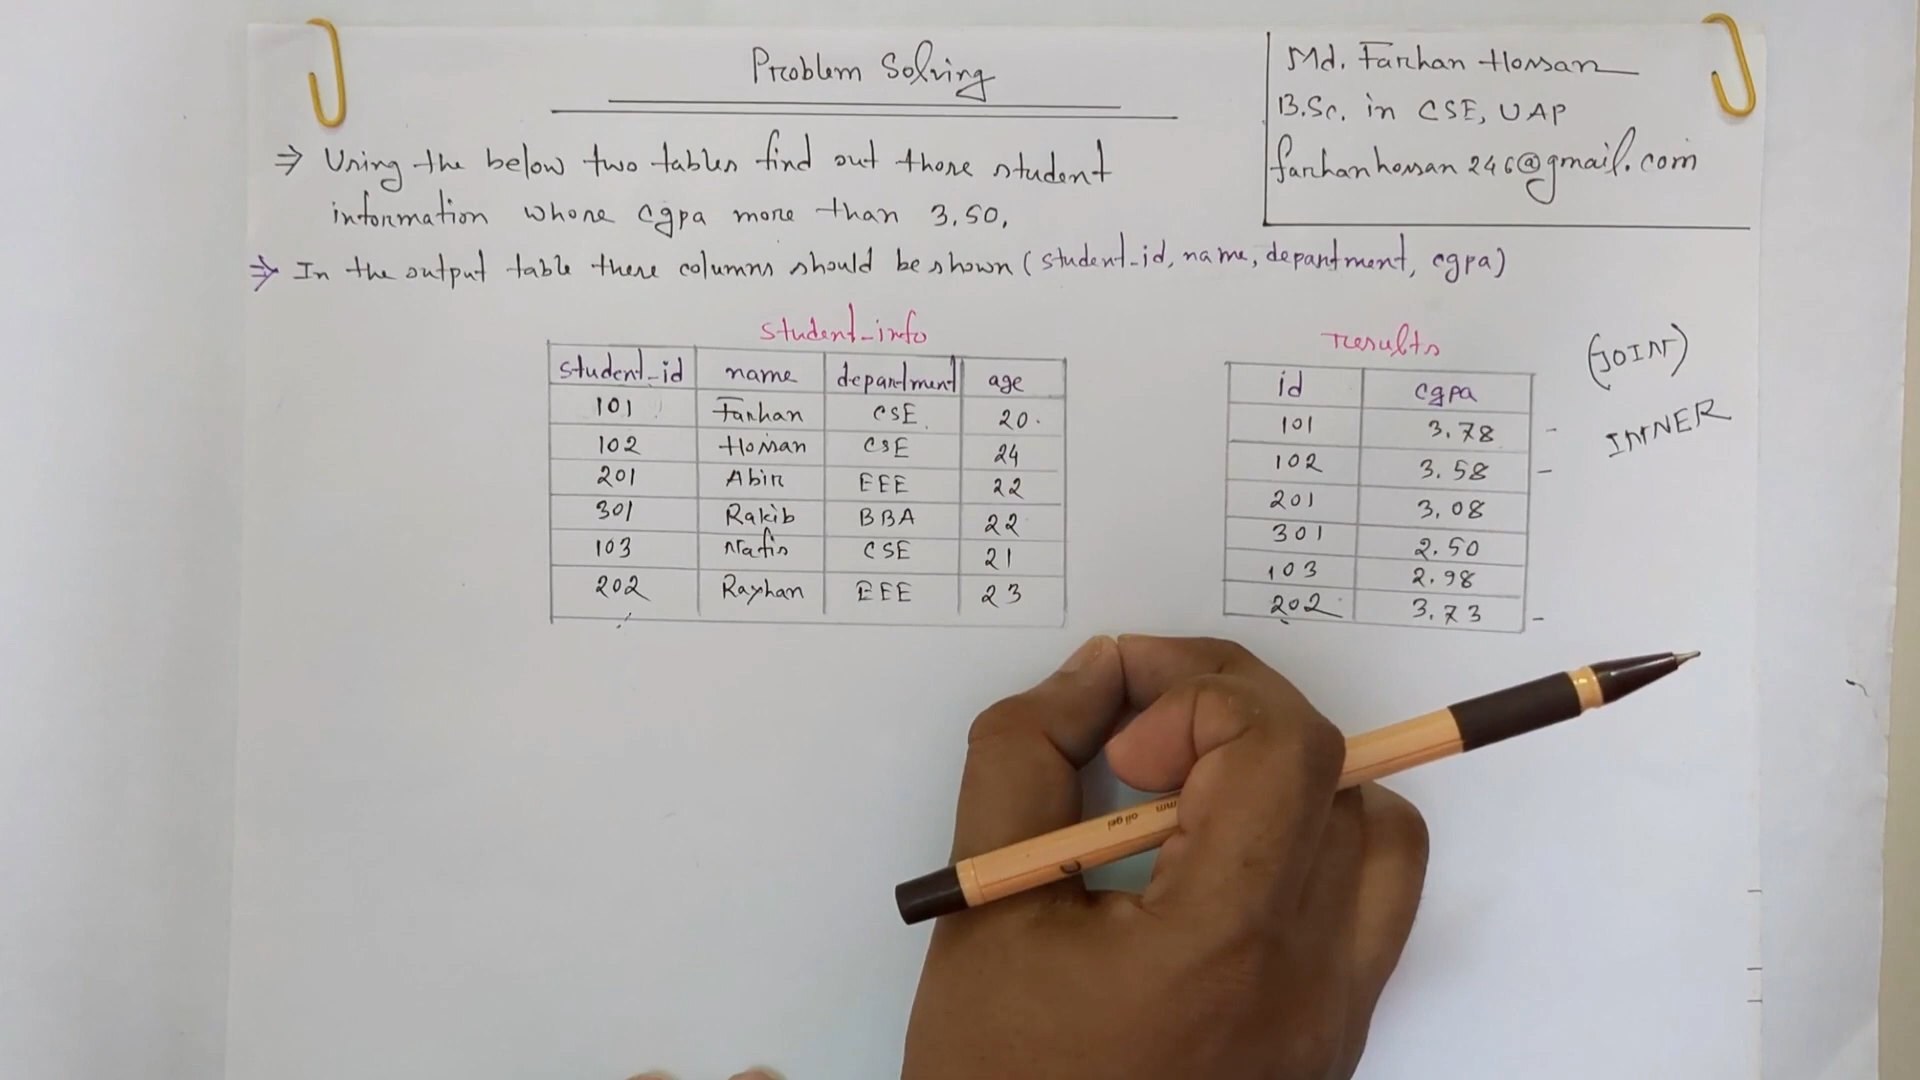 Problem Solving
Md. Farhan Hossan
B.Sc. in CSE, UAP
farhanhossan246@gmail.com
⇒ Using the below two tables find out those student
information whose cgpa more than 3.50.
⇒ In the output table these columns should be shown (student_id, name, department, cgpa)
student_info
student_id name department age
101 Farhan CSE 20
102 Hossan CSE 24
201 Abir EEE 22
301 Rakib BBA 22
103 Nafis CSE 21
202 Rayhan EEE 23
results
id cgpa
101 3.78
102 3.58
201 3.08
301 2.50
103 2.98
202 3.73
(JOIN)
INNER
oil gel mm